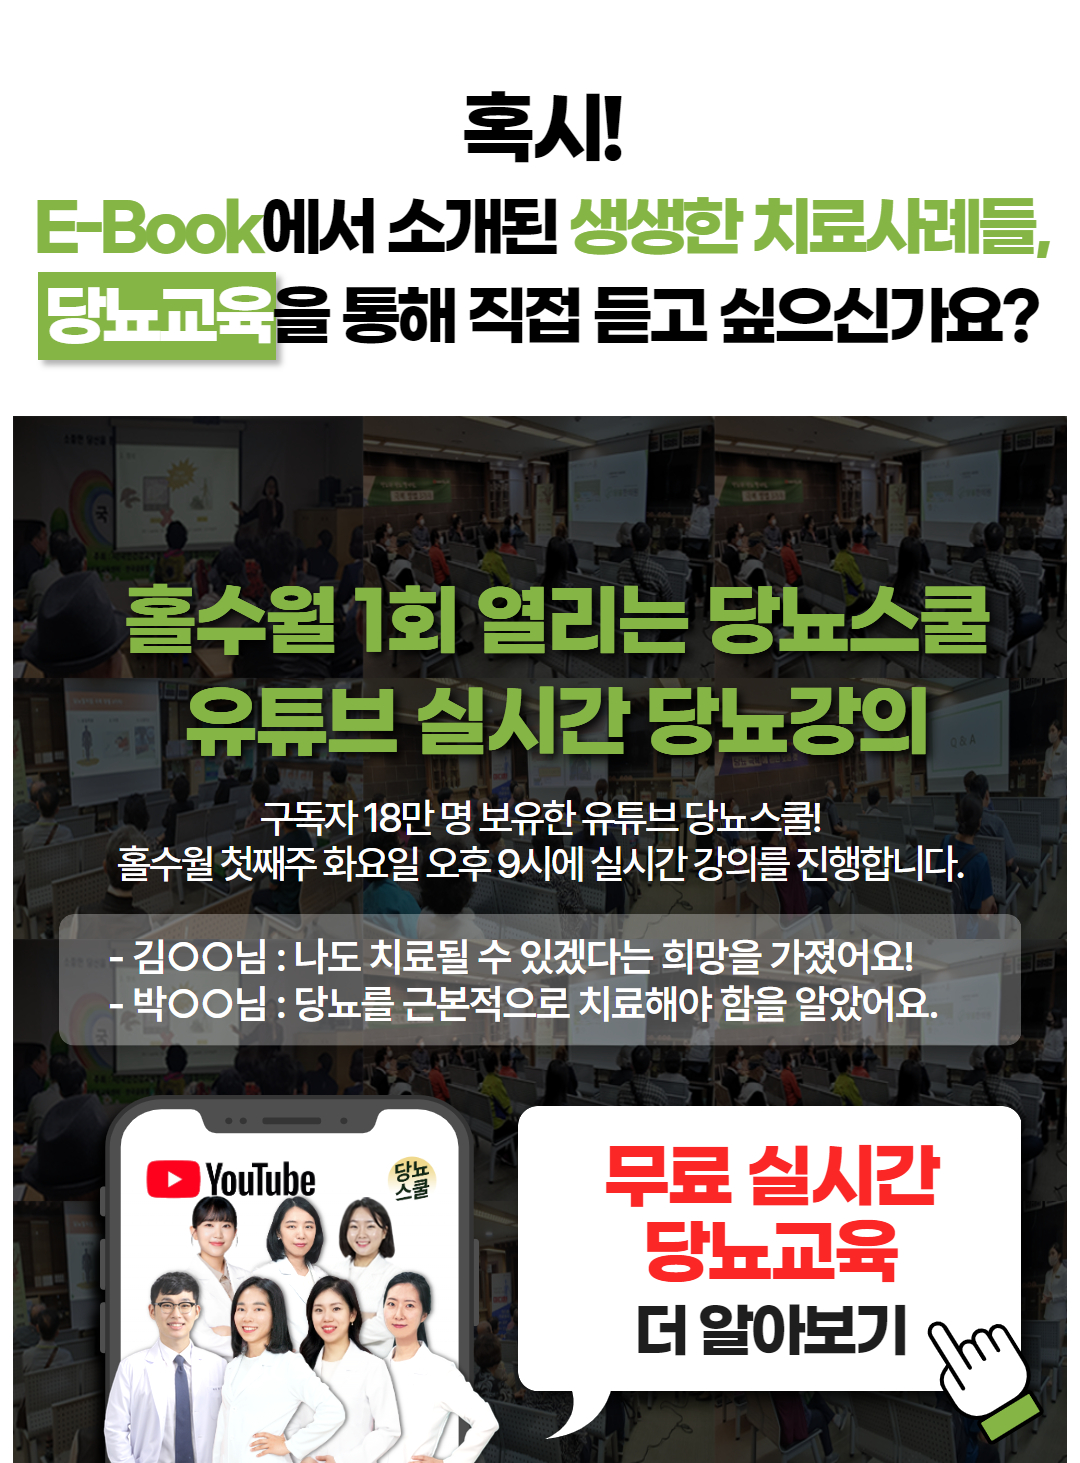 혹시!
E-Book에서 소개된 생생한 치료사례들,
당뇨교육을 통해 직접 듣고 싶으신가요?
홀수월 1회 열리는 당뇨스쿨
유튜브 실시간 당뇨강의
Q & A
구독자 18만 명 보유한 유튜브 당뇨스쿨!
홀수월 첫째주 화요일 오후 9시에 실시간 강의를 진행합니다.
- 김○○님 : 나도 치료될 수 있겠다는 희망을 가졌어요!
- 박○○님 : 당뇨를 근본적으로 치료해야 함을 알았어요.
YouTube
당뇨
스쿨
무료 실시간
당뇨교육
더 알아보기